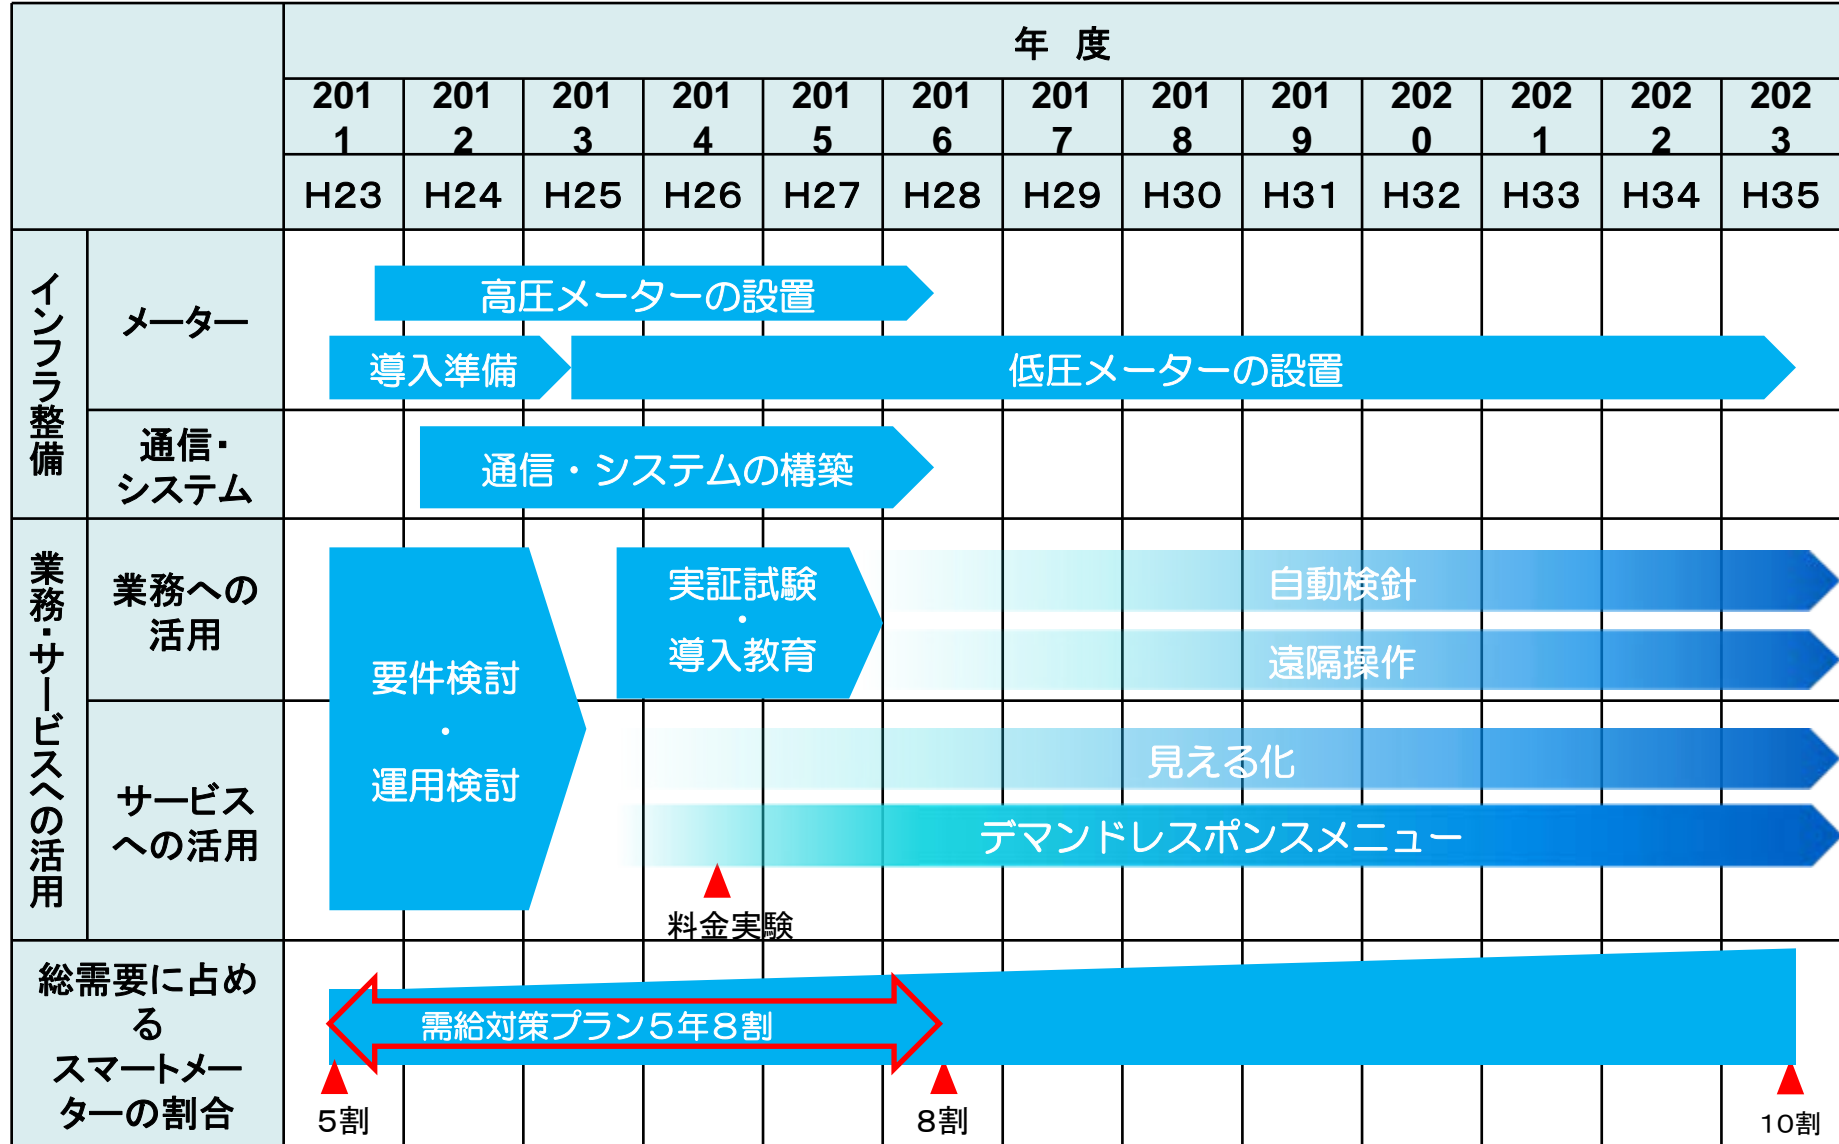 年 度
201
1
201
2
201
3
201
4
201
5
201
6
201
7
201
8
201
9
202
0
202
1
202
2
202
3
H23
H24
H25
H26
H27
H28
H29
H30
H31
H32
H33
H34
H35
インフラ整備
メーター
高圧メーターの設置
導入準備
低圧メーターの設置
通信・
システム
通信・システムの構築
業務・サービスへの活用
業務への
活用
要件検討
・
運用検討
実証試験
・
導入教育
自動検針
遠隔操作
サービス
への活用
見える化
デマンドレスポンスメニュー
料金実験
総需要に占め
る
スマートメー
ターの割合
需給対策プラン5年8割
5割
8割
10割